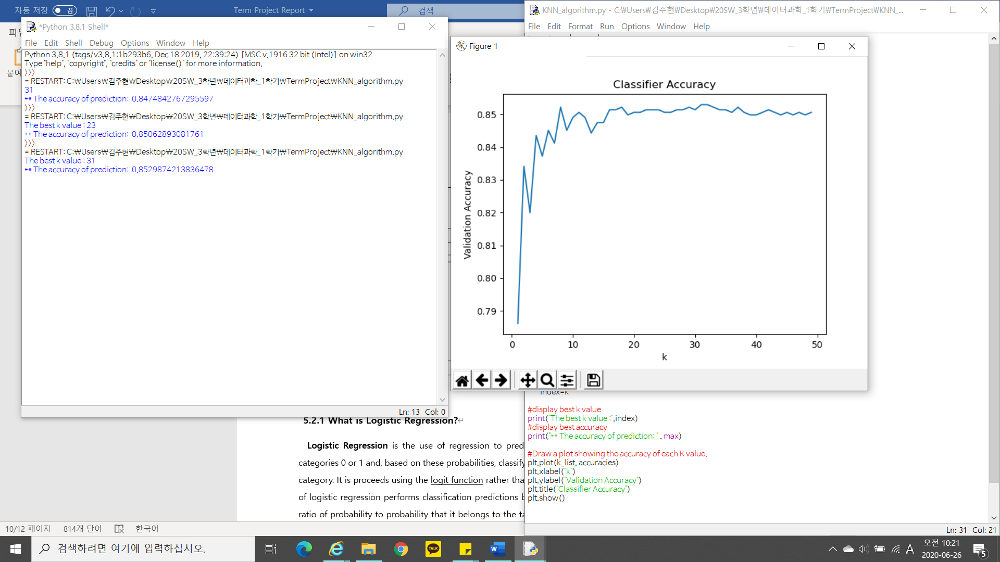 자동 저장 끔 Term Project Report 검색
*Python 3.8.1 Shell*
File Edit Shell Debug Options Window Help
Python 3.8.1 (tags/v3.8.1:1b293b6, Dec 18 2019, 22:39:24) [MSC v.1916 32 bit (Intel)] on win32
Type "help", "copyright", "credits" or "license()" for more information.
>>>
= RESTART: C:₩Users₩김주현₩Desktop₩20SW_3학년₩데이터과학_1학기₩TermProject₩KNN_algorithm.py
31
** The accuracy of prediction:  0.8474842767295597
>>>
= RESTART: C:₩Users₩김주현₩Desktop₩20SW_3학년₩데이터과학_1학기₩TermProject₩KNN_algorithm.py
The best k value : 23
** The accuracy of prediction:  0.85062893081761
>>>
= RESTART: C:₩Users₩김주현₩Desktop₩20SW_3학년₩데이터과학_1학기₩TermProject₩KNN_algorithm.py
The best k value : 31
** The accuracy of prediction:  0.8529874213836478
Ln: 13 Col: 0
KNN_algorithm.py - C:₩Users₩김주현₩Desktop₩20SW_3학년₩데이터과학_1학기₩TermProject₩KNN_...
File Edit Format Run Options Window Help
Figure 1
Classifier Accuracy
Validation Accuracy
0.85
0.84
0.83
0.82
0.81
0.80
0.79
0 10 20 30 40 50
k
index=k
#display best k value
print("The best k value :",index)
#display best accuracy
print("** The accuracy of prediction: " , max)
#Draw a plot showing the accuracy of each K value.
plt.plot(k_list, accuracies)
plt.xlabel("k")
plt.ylabel("Validation Accuracy")
plt.title("Classifier Accuracy")
plt.show()
Ln: 31 Col: 21
5.2.1 What is Logistic Regression?
Logistic Regression is the use of regression to pred
categories 0 or 1 and, based on these probabilities, classify
category. It is proceeds using the logit function rather tha
of logistic regression performs classification predictions b
ratio of probability to probability that it belongs to the ta
10/12 페이지 814개 단어 한국어
검색하려면 여기에 입력하십시오.
TALK
A
오전 10:21
2020-06-26
5